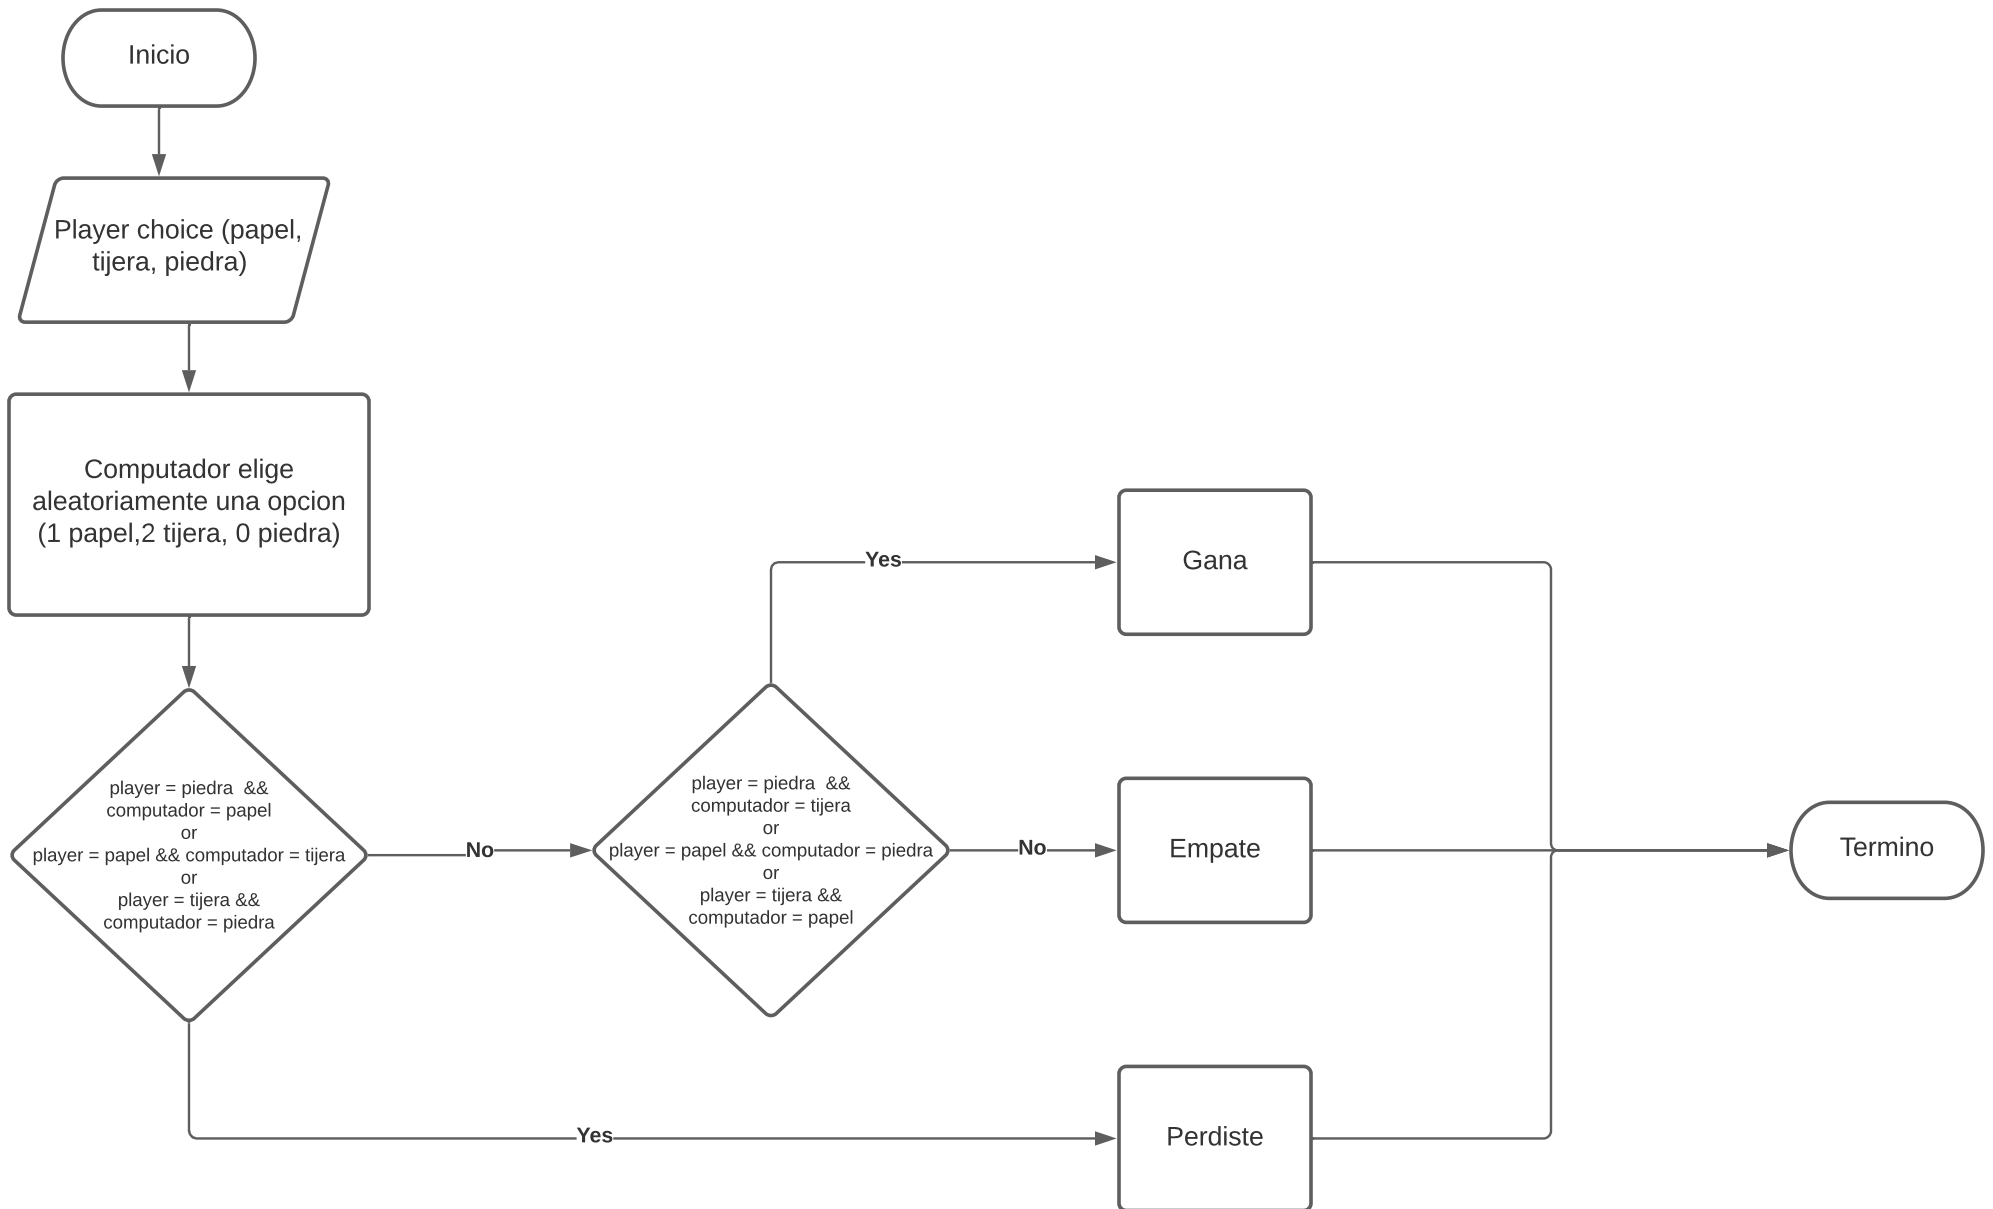 Inicio
Player choice (papel,
tijera, piedra)
Computador elige
aleatoriamente una opcion
(1 papel,2 tijera, 0 piedra)
player = piedra  &&
computador = papel
or
player = papel && computador = tijera
or
player = tijera &&
computador = piedra
No
Yes
player = piedra  &&
computador = tijera
or
player = papel && computador = piedra
or
player = tijera &&
computador = papel
Yes
No
Gana
Empate
Perdiste
Termino